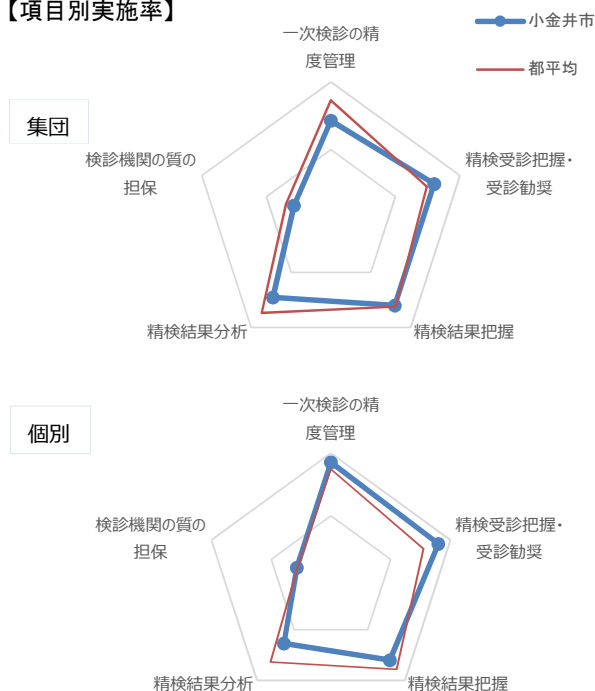 【項目別実施率】
小金井市
都平均
集団
一次検診の精
度管理
精検受診把握・
受診勧奨
精検結果把握
精検結果分析
検診機関の質の
担保
個別
一次検診の精
度管理
精検受診把握・
受診勧奨
精検結果把握
精検結果分析
検診機関の質の
担保